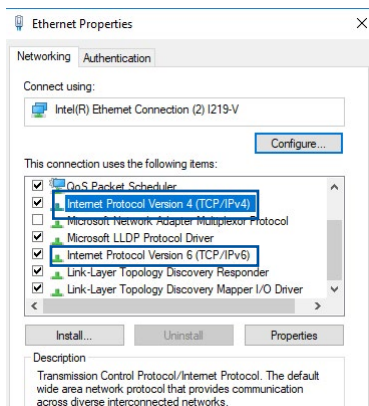 Ethernet Properties
Networking Authentication
Connect using:
Intel(R) Ethernet Connection (2) I219-V
Configure...
This connection uses the following items:
QoS Packet Scheduler
Internet Protocol Version 4 (TCP/IPv4)
Microsoft Network Adapter Multiplexor Protocol
Microsoft LLDP Protocol Driver
Internet Protocol Version 6 (TCP/IPv6)
Link-Layer Topology Discovery Responder
Link-Layer Topology Discovery Mapper I/O Driver
Install... Uninstall Properties
Description
Transmission Control Protocol/Internet Protocol. The default
wide area network protocol that provides communication
across diverse interconnected networks.